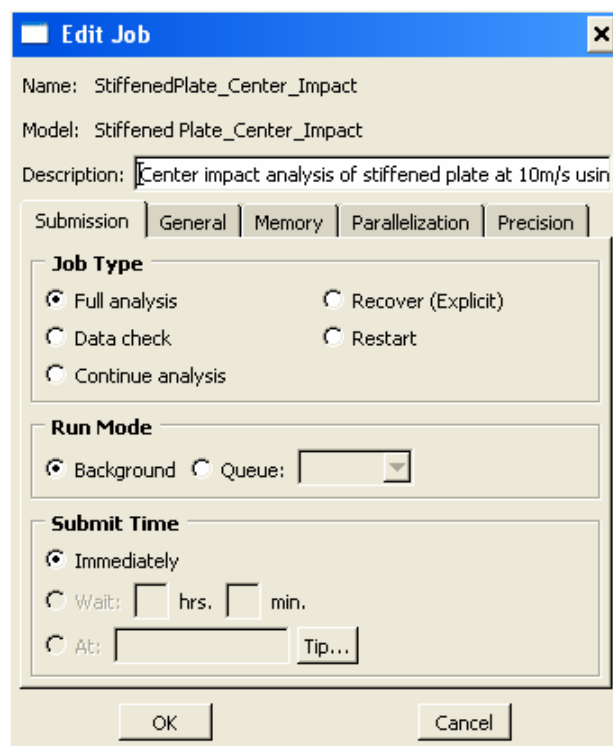 Edit Job
Name: StiffenedPlate_Center_Impact
Model: Stiffened Plate_Center_Impact
Description: Center impact analysis of stiffened plate at 10m/s usin
Submission General Memory Parallelization Precision
Job Type
Full analysis Recover (Explicit)
Data check Restart
Continue analysis
Run Mode
Background Queue:
Submit Time
Immediately
Wait: hrs. min.
At: Tip...
OK Cancel